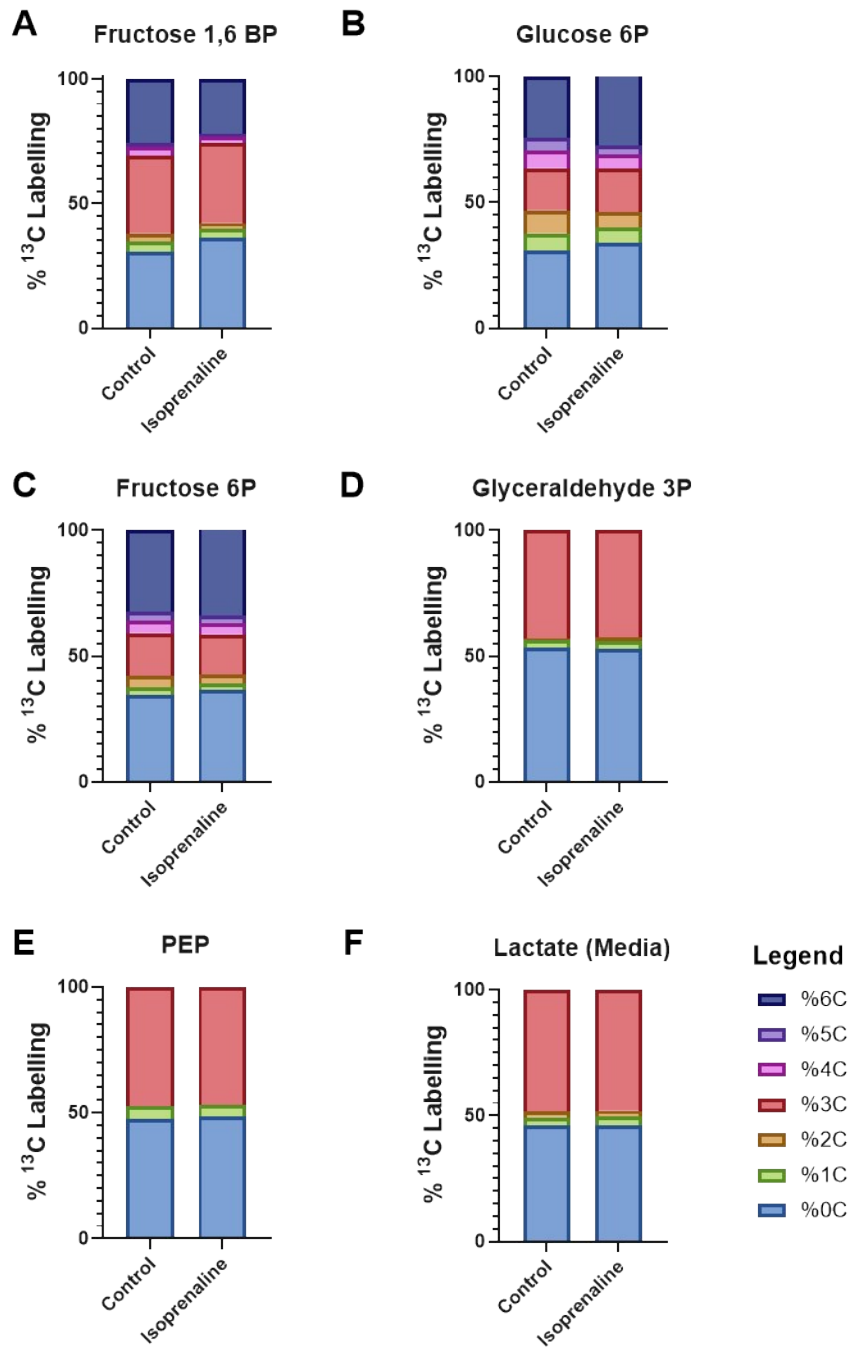 A
Fructose 1,6 BP
% ¹³C Labelling
100
50
0
Control
Isoprenaline
B
Glucose 6P
% ¹³C Labelling
100
50
0
Control
Isoprenaline
C
Fructose 6P
% ¹³C Labelling
100
50
0
Control
Isoprenaline
D
Glyceraldehyde 3P
% ¹³C Labelling
100
50
0
Control
Isoprenaline
E
PEP
% ¹³C Labelling
100
50
0
Control
Isoprenaline
F
Lactate (Media)
% ¹³C Labelling
100
50
0
Control
Isoprenaline
Legend
%6C
%5C
%4C
%3C
%2C
%1C
%0C